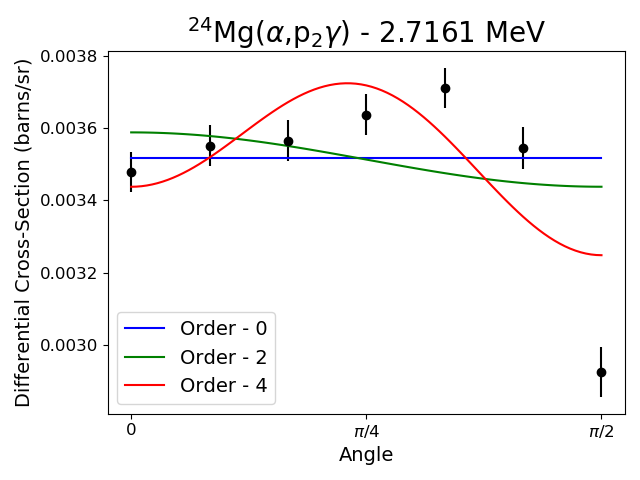 ²⁴Mg(α,p₂γ) - 2.7161 MeV
Differential Cross-Section (barns/sr)
0.0038
0.0036
0.0034
0.0032
0.0030
Order - 0
Order - 2
Order - 4
0
π/4
π/2
Angle